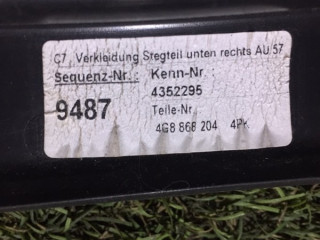 C7 Verkleidung Stegteil unten rechts AU 57
Sequenz-Nr.: Kenn-Nr.:
9487 4352295
Teile-Nr.:
4G8 868 204 4PK